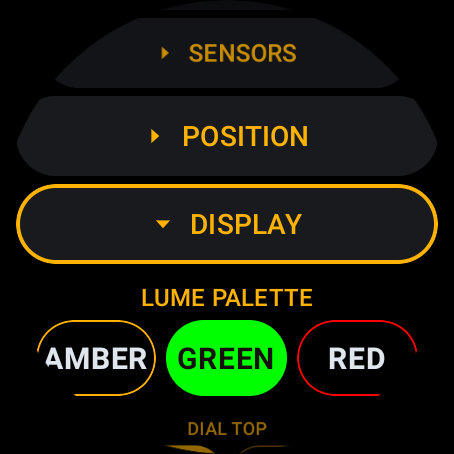 SENSORS
POSITION
DISPLAY
LUME PALETTE
AMBER GREEN RED
DIAL TOP